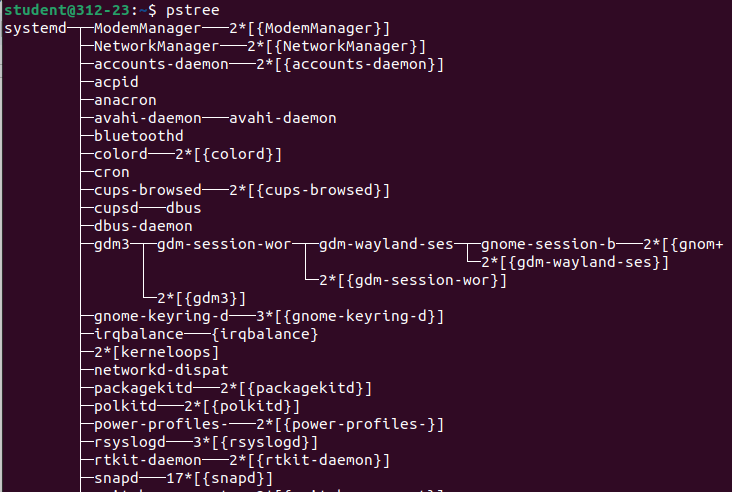 student@312-23:~$ pstree
systemd─┬─ModemManager───2*[{ModemManager}]
        ├─NetworkManager───2*[{NetworkManager}]
        ├─accounts-daemon───2*[{accounts-daemon}]
        ├─acpid
        ├─anacron
        ├─avahi-daemon───avahi-daemon
        ├─bluetoothd
        ├─colord───2*[{colord}]
        ├─cron
        ├─cups-browsed───2*[{cups-browsed}]
        ├─cupsd───dbus
        ├─dbus-daemon
        ├─gdm3─┬─gdm-session-wor─┬─gdm-wayland-ses─┬─gnome-session-b───2*[{gnom+
        │      │                 │                 └─2*[{gdm-wayland-ses}]
        │      │                 └─2*[{gdm-session-wor}]
        │      └─2*[{gdm3}]
        ├─gnome-keyring-d───3*[{gnome-keyring-d}]
        ├─irqbalance───{irqbalance}
        ├─2*[kerneloops]
        ├─networkd-dispat
        ├─packagekitd───2*[{packagekitd}]
        ├─polkitd───2*[{polkitd}]
        ├─power-profiles-───2*[{power-profiles-}]
        ├─rsyslogd───3*[{rsyslogd}]
        ├─rtkit-daemon───2*[{rtkit-daemon}]
        ├─snapd───17*[{snapd}]